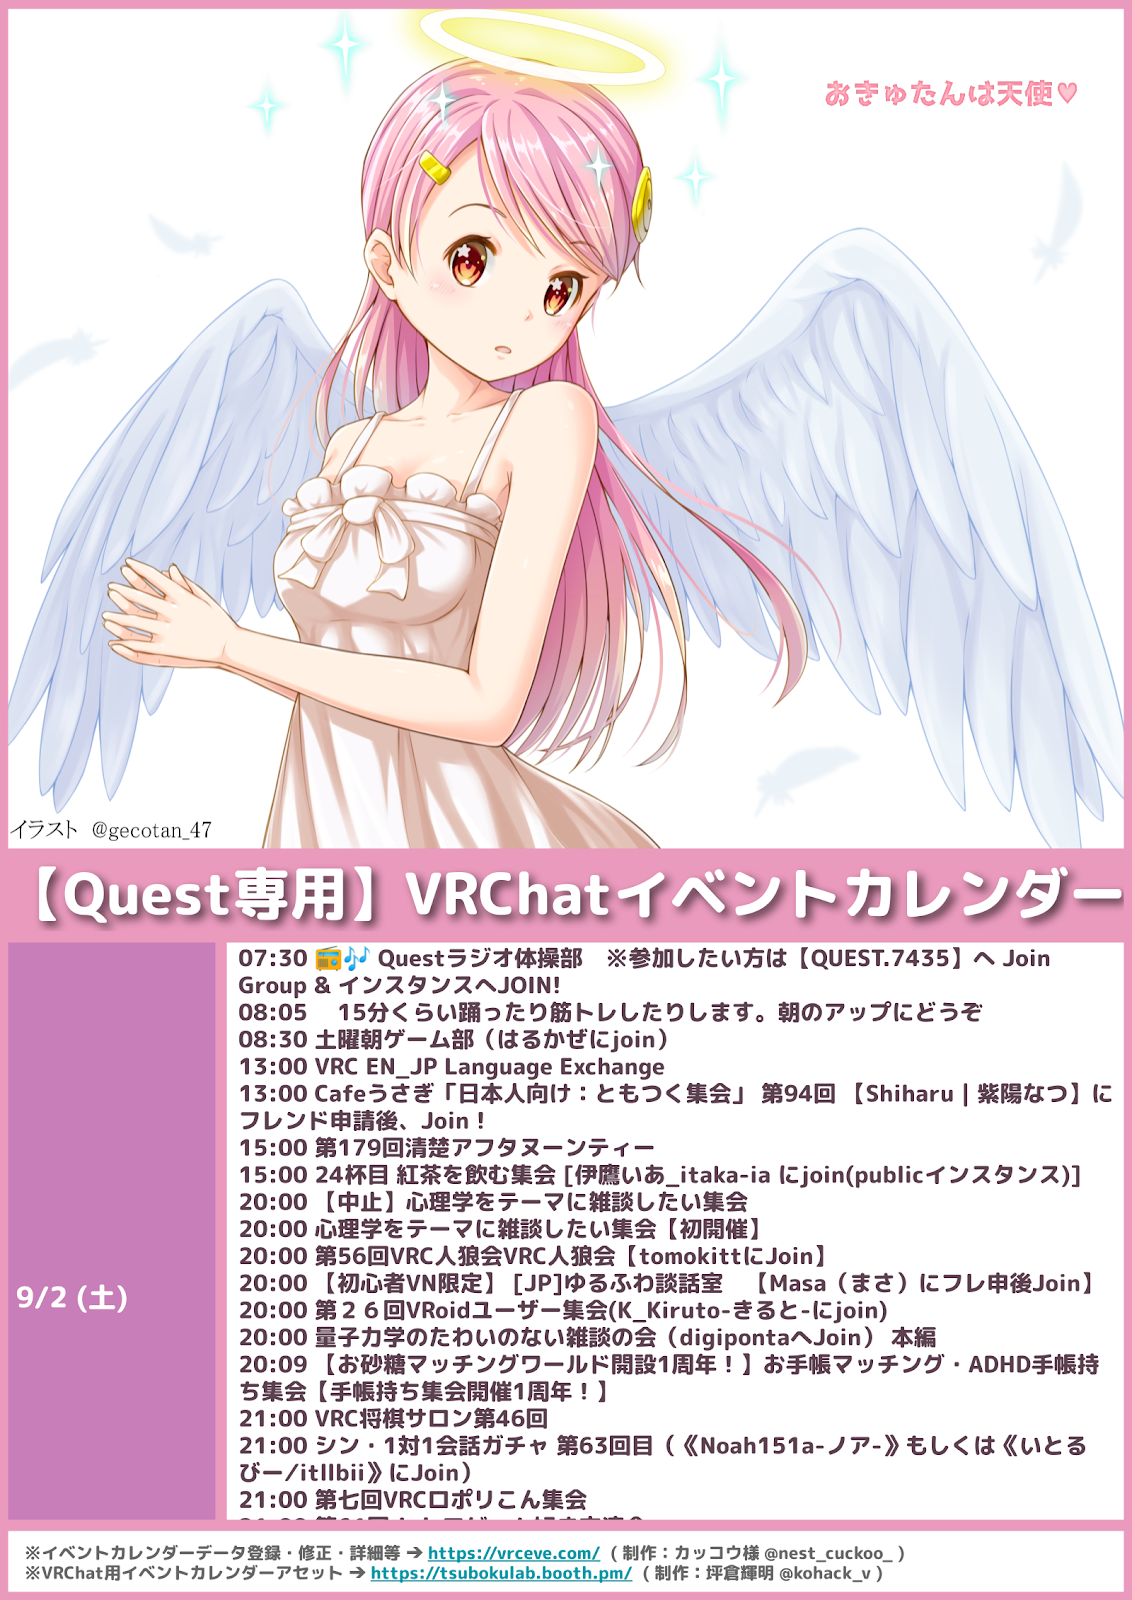 おきゅたんは天使♥
イラスト @gecotan_47
【Quest専用】VRChatイベントカレンダー
9/2 (土)
07:30 📻🎶 Questラジオ体操部　※参加したい方は【QUEST.7435】へ Join
Group & インスタンスへJOIN!
08:05　 15分くらい踊ったり筋トレしたりします。朝のアップにどうぞ
08:30 土曜朝ゲーム部（はるかぜにjoin）
13:00 VRC EN_JP Language Exchange
13:00 Cafeうさぎ「日本人向け：ともつく集会」 第94回 【Shiharu | 紫陽なつ】に
フレンド申請後、Join！
15:00 第179回清楚アフタヌーンティー
15:00 24杯目 紅茶を飲む集会 [伊鷹いあ_itaka-ia にjoin(publicインスタンス)]
20:00 【中止】心理学をテーマに雑談したい集会
20:00 心理学をテーマに雑談したい集会【初開催】
20:00 第56回VRC人狼会VRC人狼会【tomokittにJoin】
20:00 【初心者VN限定】 [JP]ゆるふわ談話室　【Masa（まさ）にフレ申後Join】
20:00 第２６回VRoidユーザー集会(K_Kiruto-きると-にjoin)
20:00 量子力学のたわいのない雑談の会（digipontaへJoin） 本編
20:09 【お砂糖マッチングワールド開設1周年！】お手帳マッチング・ADHD手帳持
ち集会【手帳持ち集会開催1周年！】
21:00 VRC将棋サロン第46回
21:00 シン・1対1会話ガチャ 第63回目（《Noah151a-ノア-》もしくは《いとる
びー/itllbii》にJoin）
21:00 第七回VRCロポリこん集会
※イベントカレンダーデータ登録・修正・詳細等 ➔ https://vrceve.com/ ( 制作：カッコウ様 @nest_cuckoo_ )
※VRChat用イベントカレンダーアセット ➔ https://tsubokulab.booth.pm/ ( 制作：坪倉輝明 @kohack_v )